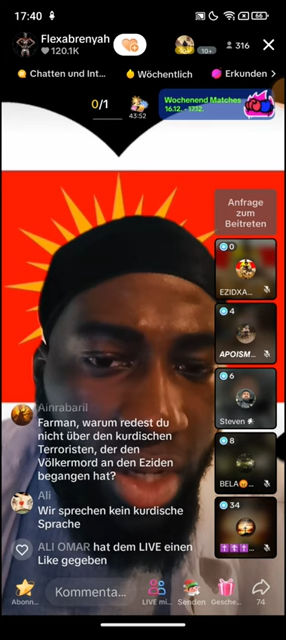 17:40
66
Flexabrenyah
120.1K
10+
316
Chatten und Int...
Wöchentlich
Erkunden
0/1
43:52
Wochenend Matches
16.12. - 17.12.
Anfrage
zum
Beitreten
0
EZIDXA...
4
APOISM...
6
Steven
8
BELA
34
Ainrabaril
Farman, warum redest du
nicht über den kurdischen
Terroristen, der den
Völkermord an den Eziden
begangen hat?
Ali
Wir sprechen kein kurdische
Sprache
ALI OMAR hat dem LIVE einen
Like gegeben
Abonn...
Kommenta...
LIVE mi...
Senden
Gesche...
74